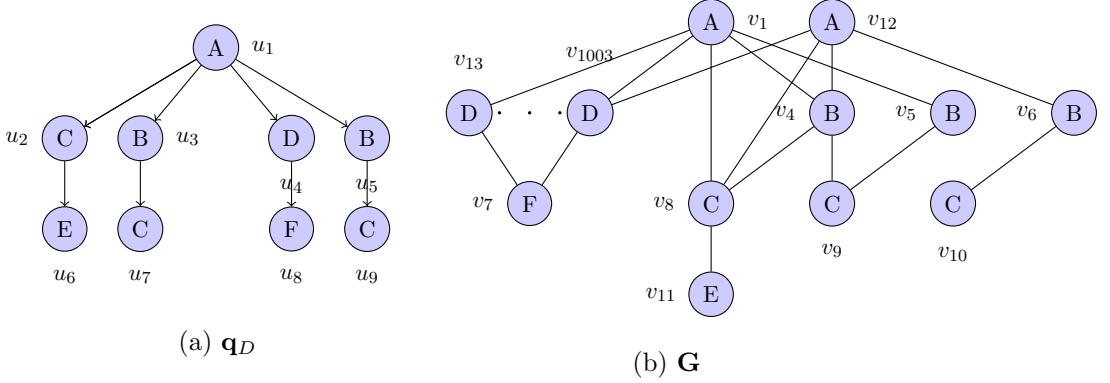 A u₁
u₂ C B u₃ D B
u₄ u₅
E C F C
u₆ u₇ u₈ u₉
(a) q_D
A v₁ A v₁₂
v₁₃ v₁₀₀₃
D · · · D v₄ B v₅ B v₆ B
v₇ F v₈ C C C
v₉ v₁₀
v₁₁ E
(b) G